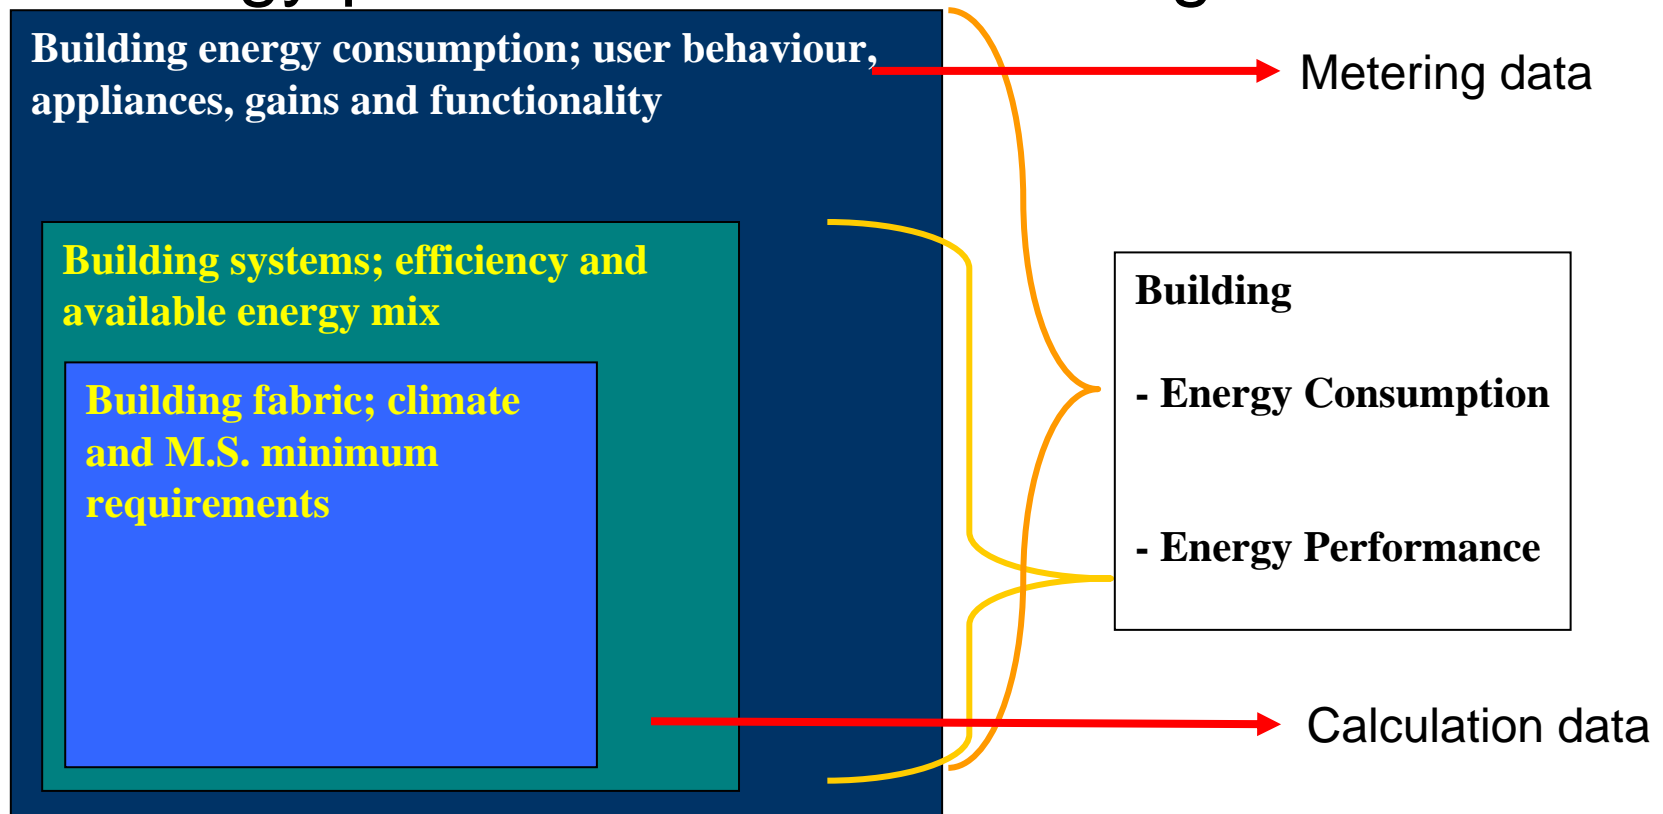 Building energy consumption; user behaviour,
appliances, gains and functionality
Metering data
Building systems; efficiency and
available energy mix
Building fabric; climate
and M.S. minimum
requirements
Building
- Energy Consumption
- Energy Performance
Calculation data